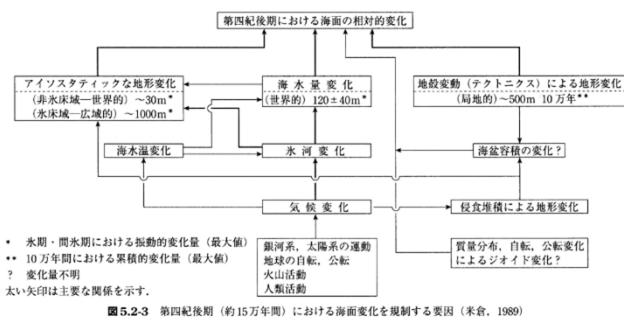 第四紀後期における海面の相対的変化
アイソスタティックな地形変化
(非氷床域―世界的) ～30m*
(氷床域―広域的) ～1000m*
海水量変化
(世界的) 120±40m*
地殻変動(テクトニクス)による地形変化
(局地的)～500m 10万年**
海水温変化
氷河変化
海盆容積の変化?
気候変化
侵食堆積による地形変化
銀河系,太陽系の運動
地球の自転,公転
火山活動
人類活動
質量分布,自転,公転変化
によるジオイド変化?
* 氷期・間氷期における振動的変化量(最大値)
** 10万年間における累積的変化量(最大値)
? 変化量不明
太い矢印は主要な関係を示す.
図5.2-3 第四紀後期(約15万年間)における海面変化を規制する要因(米倉, 1989)